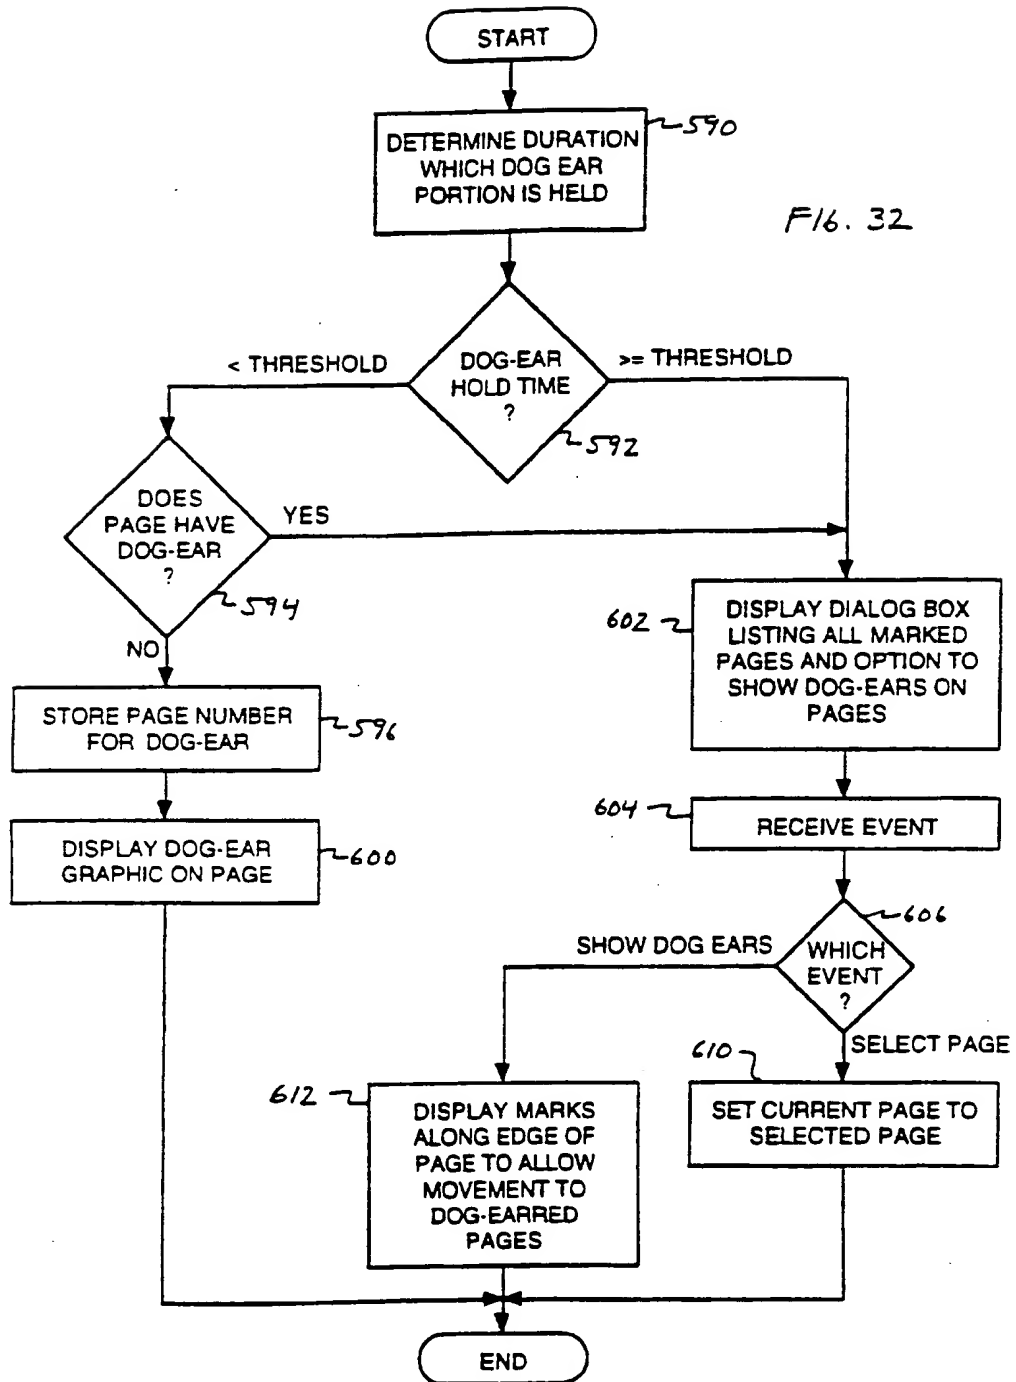 START
DETERMINE DURATION
WHICH DOG EAR
PORTION IS HELD
590
FIG. 32
DOG-EAR
HOLD TIME
?
592
< THRESHOLD
>= THRESHOLD
DOES
PAGE HAVE
DOG-EAR
?
594
YES
NO
STORE PAGE NUMBER
FOR DOG-EAR
596
DISPLAY DOG-EAR
GRAPHIC ON PAGE
600
602
DISPLAY DIALOG BOX
LISTING ALL MARKED
PAGES AND OPTION TO
SHOW DOG-EARS ON
PAGES
604
RECEIVE EVENT
606
WHICH
EVENT
?
SHOW DOG EARS
SELECT PAGE
610
SET CURRENT PAGE TO
SELECTED PAGE
612
DISPLAY MARKS
ALONG EDGE OF
PAGE TO ALLOW
MOVEMENT TO
DOG-EARRED
PAGES
END